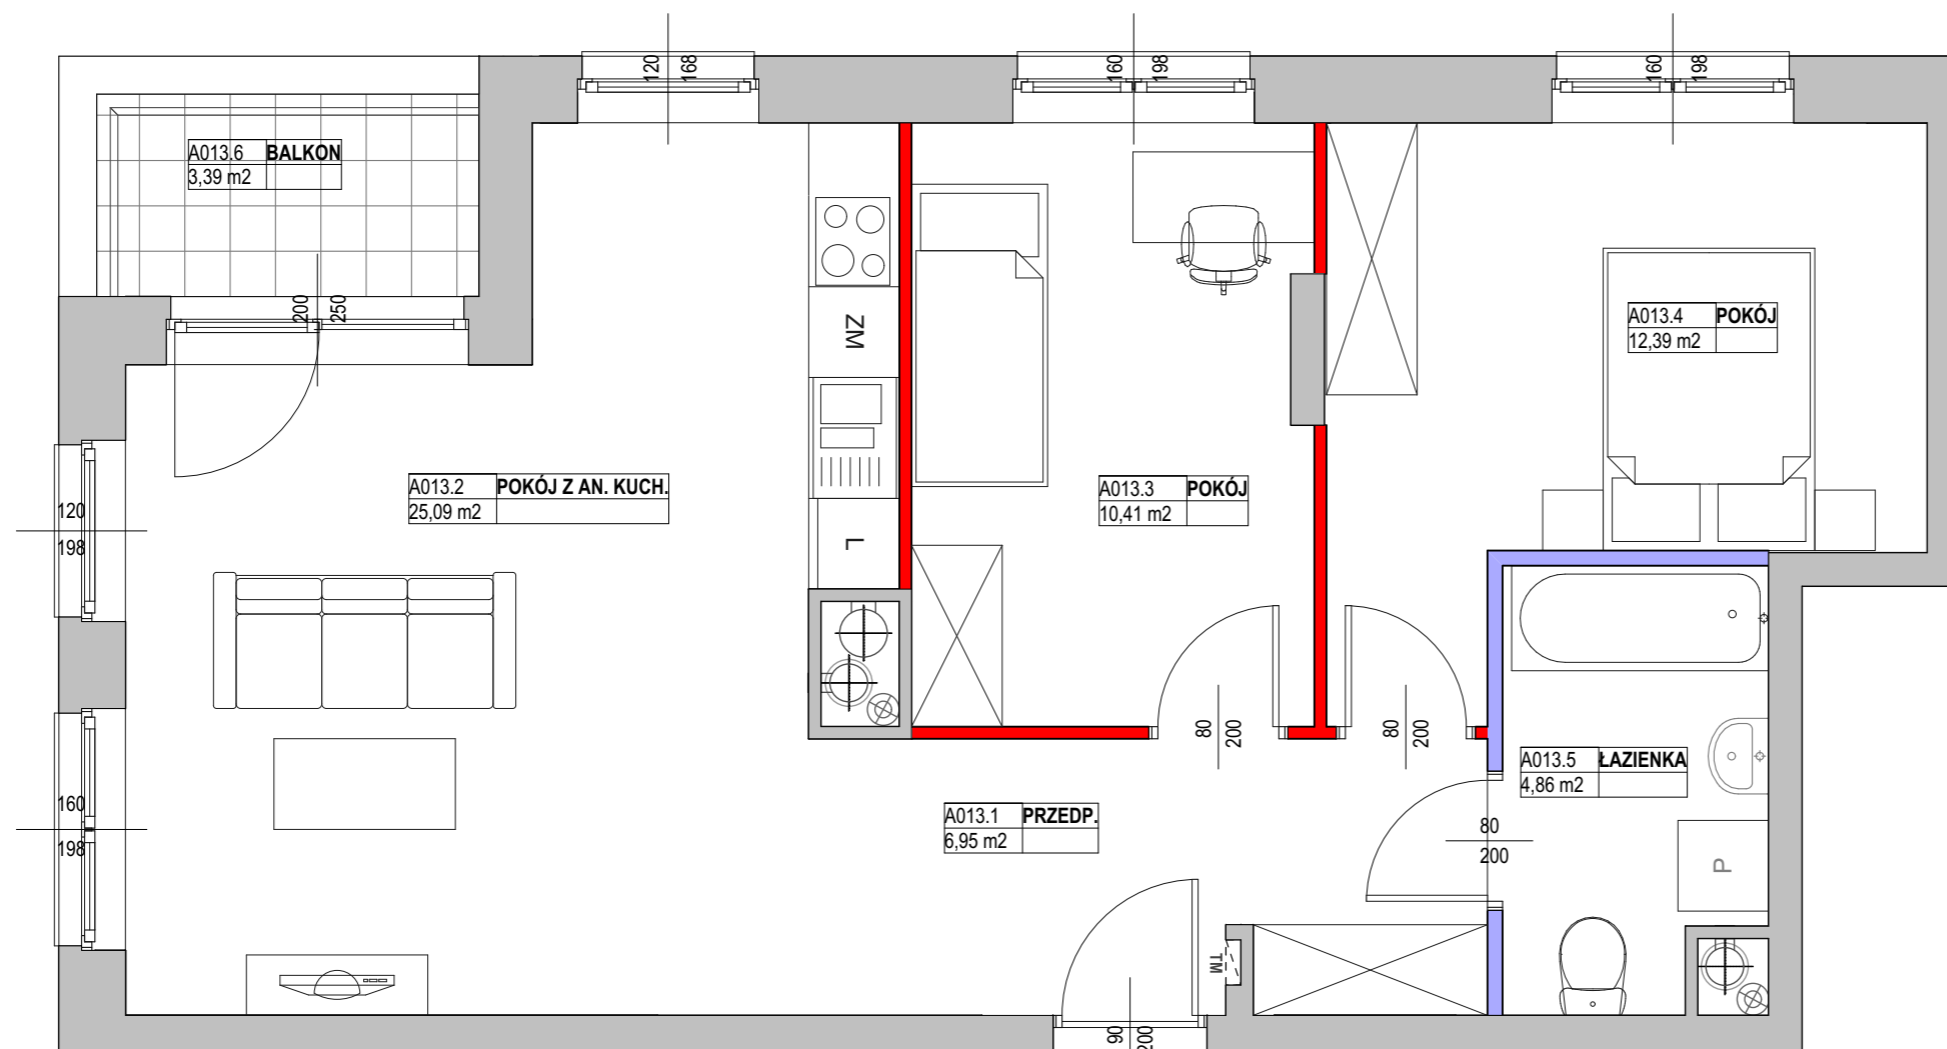 120 168
160 198
160 198
A013.6 BALKON
3,39 m2
200 250
ZM
A013.4 POKÓJ
12,39 m2
A013.2 POKÓJ Z AN. KUCH.
25,09 m2
A013.3 POKÓJ
10,41 m2
120
198
L
80 200
80 200
A013.5 ŁAZIENKA
4,86 m2
160
198
A013.1 PRZEDP.
6,95 m2
80
200
P
TM
90 200